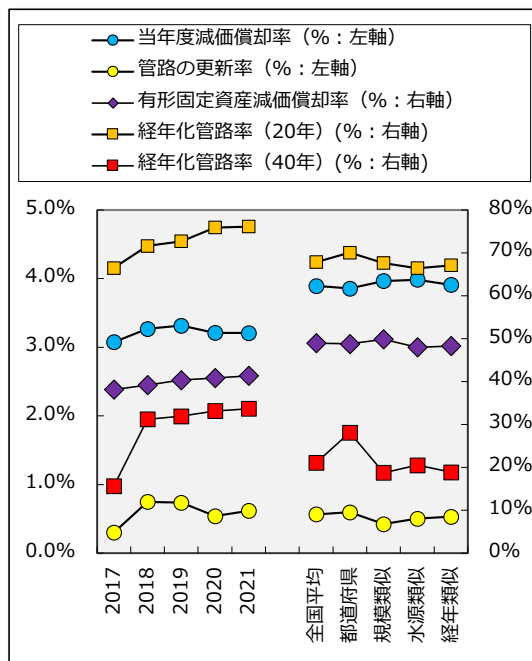 当年度減価償却率（%：左軸）
管路の更新率（%：左軸）
有形固定資産減価償却率（%：右軸）
経年化管路率（20年）(%：右軸)
経年化管路率（40年）(%：右軸)
5.0%
4.0%
3.0%
2.0%
1.0%
0.0%
80%
70%
60%
50%
40%
30%
20%
10%
0%
2017
2018
2019
2020
2021
全国平均
都道府県
規模類似
水源類似
経年類似